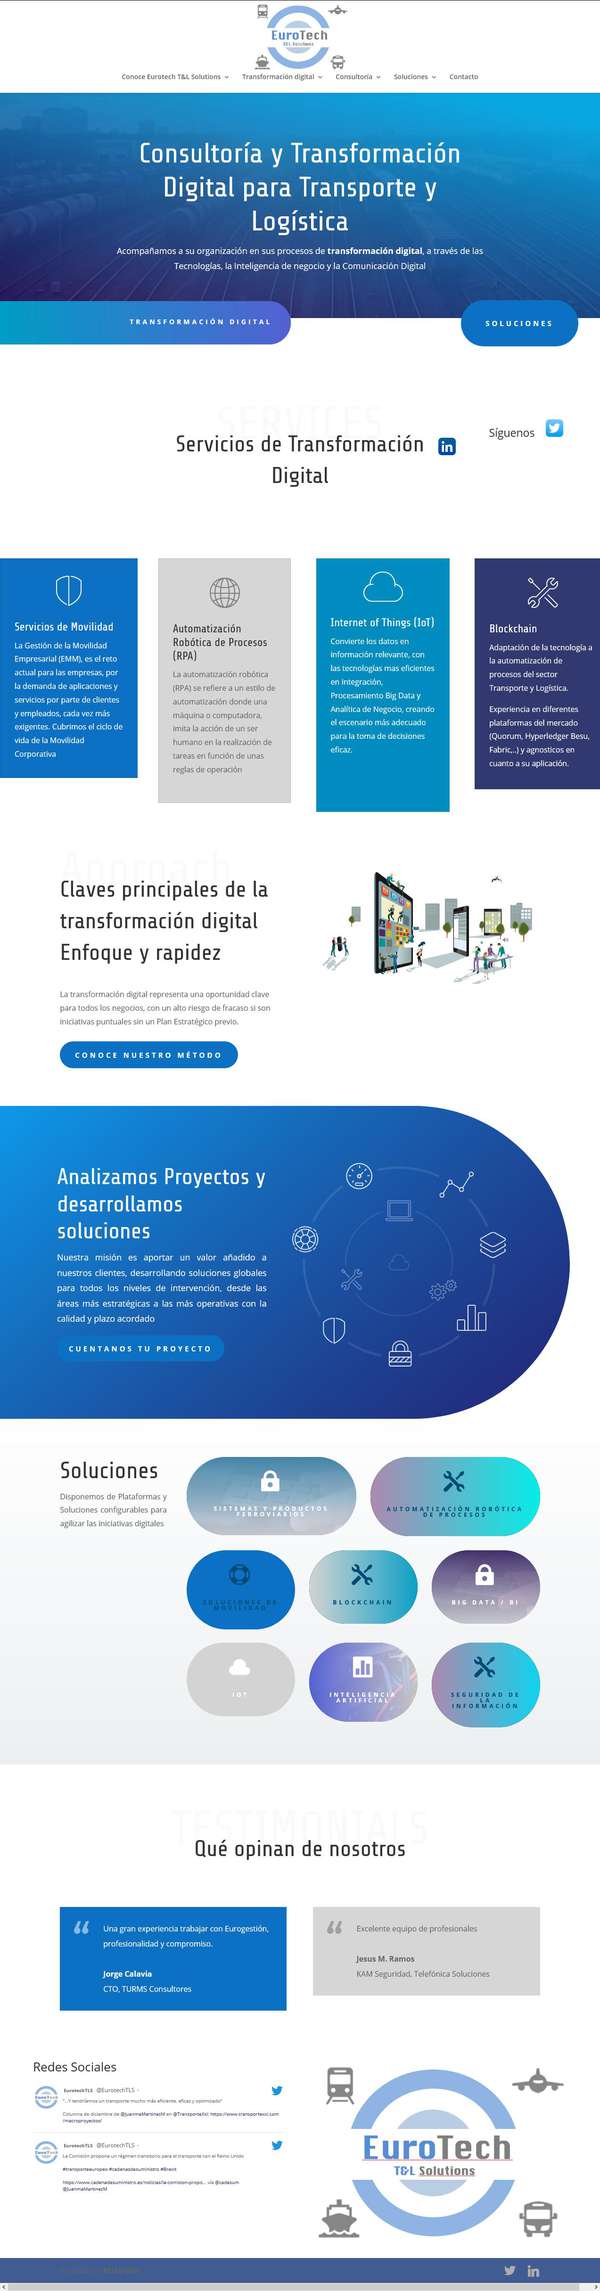 EuroTech
T&L Solutions
Conoce Eurotech T&L Solutions
Transformación digital
Consultoría
Soluciones
Contacto
Consultoría y Transformación
Digital para Transporte y
Logística
Acompañamos a su organización en sus procesos de transformación digital, a través de las
Tecnologías, la Inteligencia de negocio y la Comunicación Digital
TRANSFORMACIÓN DIGITAL
SOLUCIONES
SERVICES
Servicios de Transformación
Digital
Síguenos
Servicios de Movilidad
La Gestión de la Movilidad
Empresarial (EMM), es el reto
actual para las empresas, por
la demanda de aplicaciones y
servicios por parte de clientes
y empleados, cada vez más
exigentes. Cubrimos el ciclo de
vida de la Movilidad
Corporativa
Automatización
Robótica de Procesos
(RPA)
La automatización robótica
(RPA) se refiere a un estilo de
automatización donde una
máquina o computadora,
imita la acción de un ser
humano en la realización de
tareas en función de unas
reglas de operación
Internet of Things (IoT)
Convierte los datos en
información relevante, con
las tecnologías mas eficientes
en integración,
Procesamiento Big Data y
Analítica de Negocio, creando
el escenario más adecuado
para la toma de decisiones
eficaz.
Blockchain
Adaptación de la tecnología a
la automatización de
procesos del sector
Transporte y Logística.
Experiencia en diferentes
plataformas del mercado
(Quorum, Hyperledger Besu,
Fabric,..) y agnosticos en
cuanto a su aplicación.
Approach
Claves principales de la
transformación digital
Enfoque y rapidez
La transformación digital representa una oportunidad clave
para todos los negocios, con un alto riesgo de fracaso si son
iniciativas puntuales sin un Plan Estratégico previo.
CONOCE NUESTRO MÉTODO
Analizamos Proyectos y
desarrollamos
soluciones
Nuestra misión es aportar un valor añadido a
nuestros clientes, desarrollando soluciones globales
para todos los niveles de intervención, desde las
áreas más estratégicas a las más operativas con la
calidad y plazo acordado
CUENTANOS TU PROYECTO
Soluciones
Disponemos de Plataformas y
Soluciones configurables para
agilizar las iniciativas digitales
SISTEMAS Y PRODUCTOS
FERROVIARIOS
AUTOMATIZACIÓN ROBÓTICA
DE PROCESOS
SOLUCIONES DE
MOVILIDAD
BLOCKCHAIN
BIG DATA / BI
IOT
INTELIGENCIA
ARTIFICIAL
SEGURIDAD DE
LA
INFORMACIÓN
TESTIMONIALS
Qué opinan de nosotros
Una gran experiencia trabajar con Eurogestión,
profesionalidad y compromiso.
Jorge Calavia
CTO, TURMS Consultores
Excelente equipo de profesionales
Jesus M. Ramos
KAM Seguridad, Telefónica Soluciones
Redes Sociales
EurotechTLS @EurotechTLS
"...Y tendríamos un transporte mucho más eficiente, eficaz y optimizado"
Columna de diciembre de @JuanmaMartinezM en @TransporteXXI: https://www.transportexxi.com
/macroproyectos/
EurotechTLS @EurotechTLS
La Comisión propone un régimen transitorio para el transporte con el Reino Unido
#transporteeuropeo #cadenadesuministro #Brexit
https://www.cadenadesuministro.es/noticias/la-comision-propo... vía @cadesum
@JuanmaMartinezM
EuroTech
T&L Solutions